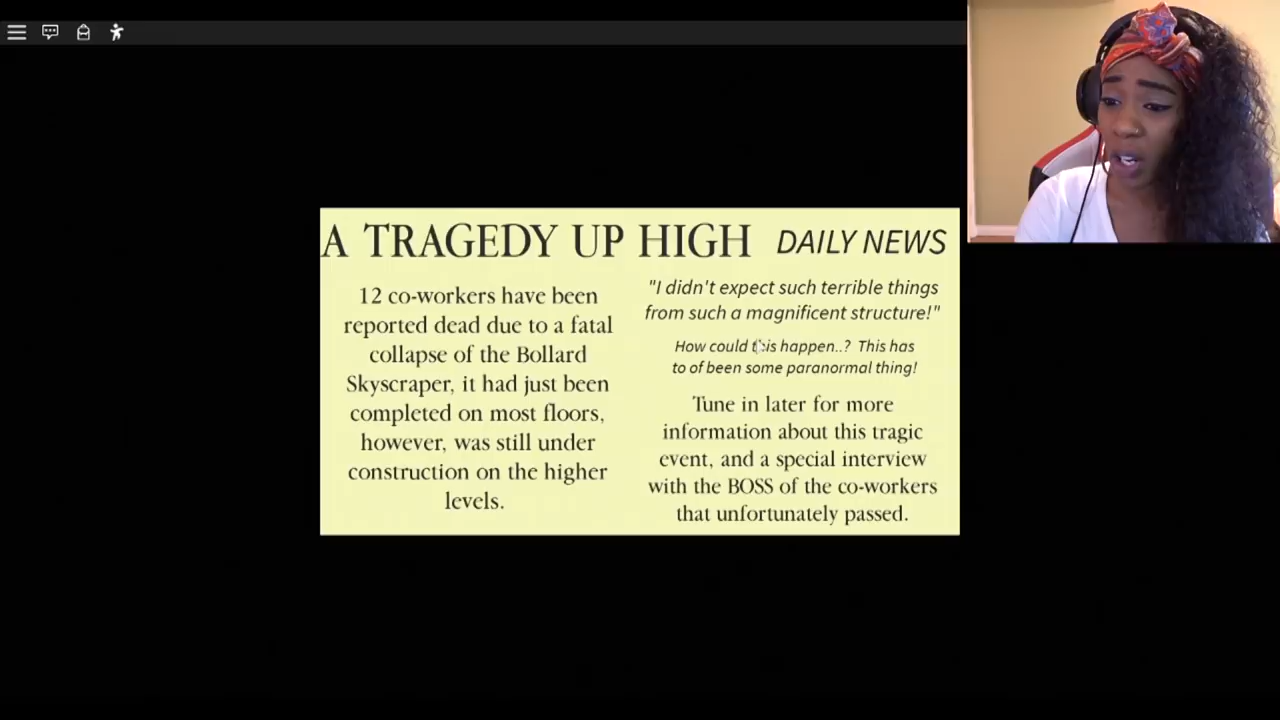 A TRAGEDY UP HIGH
DAILY NEWS
12 co-workers have been
reported dead due to a fatal
collapse of the Bollard
Skyscraper, it had just been
completed on most floors,
however, was still under
construction on the higher
levels.
"I didn't expect such terrible things
from such a magnificent structure!"
How could this happen..? This has
to of been some paranormal thing!
Tune in later for more
information about this tragic
event, and a special interview
with the BOSS of the co-workers
that unfortunately passed.